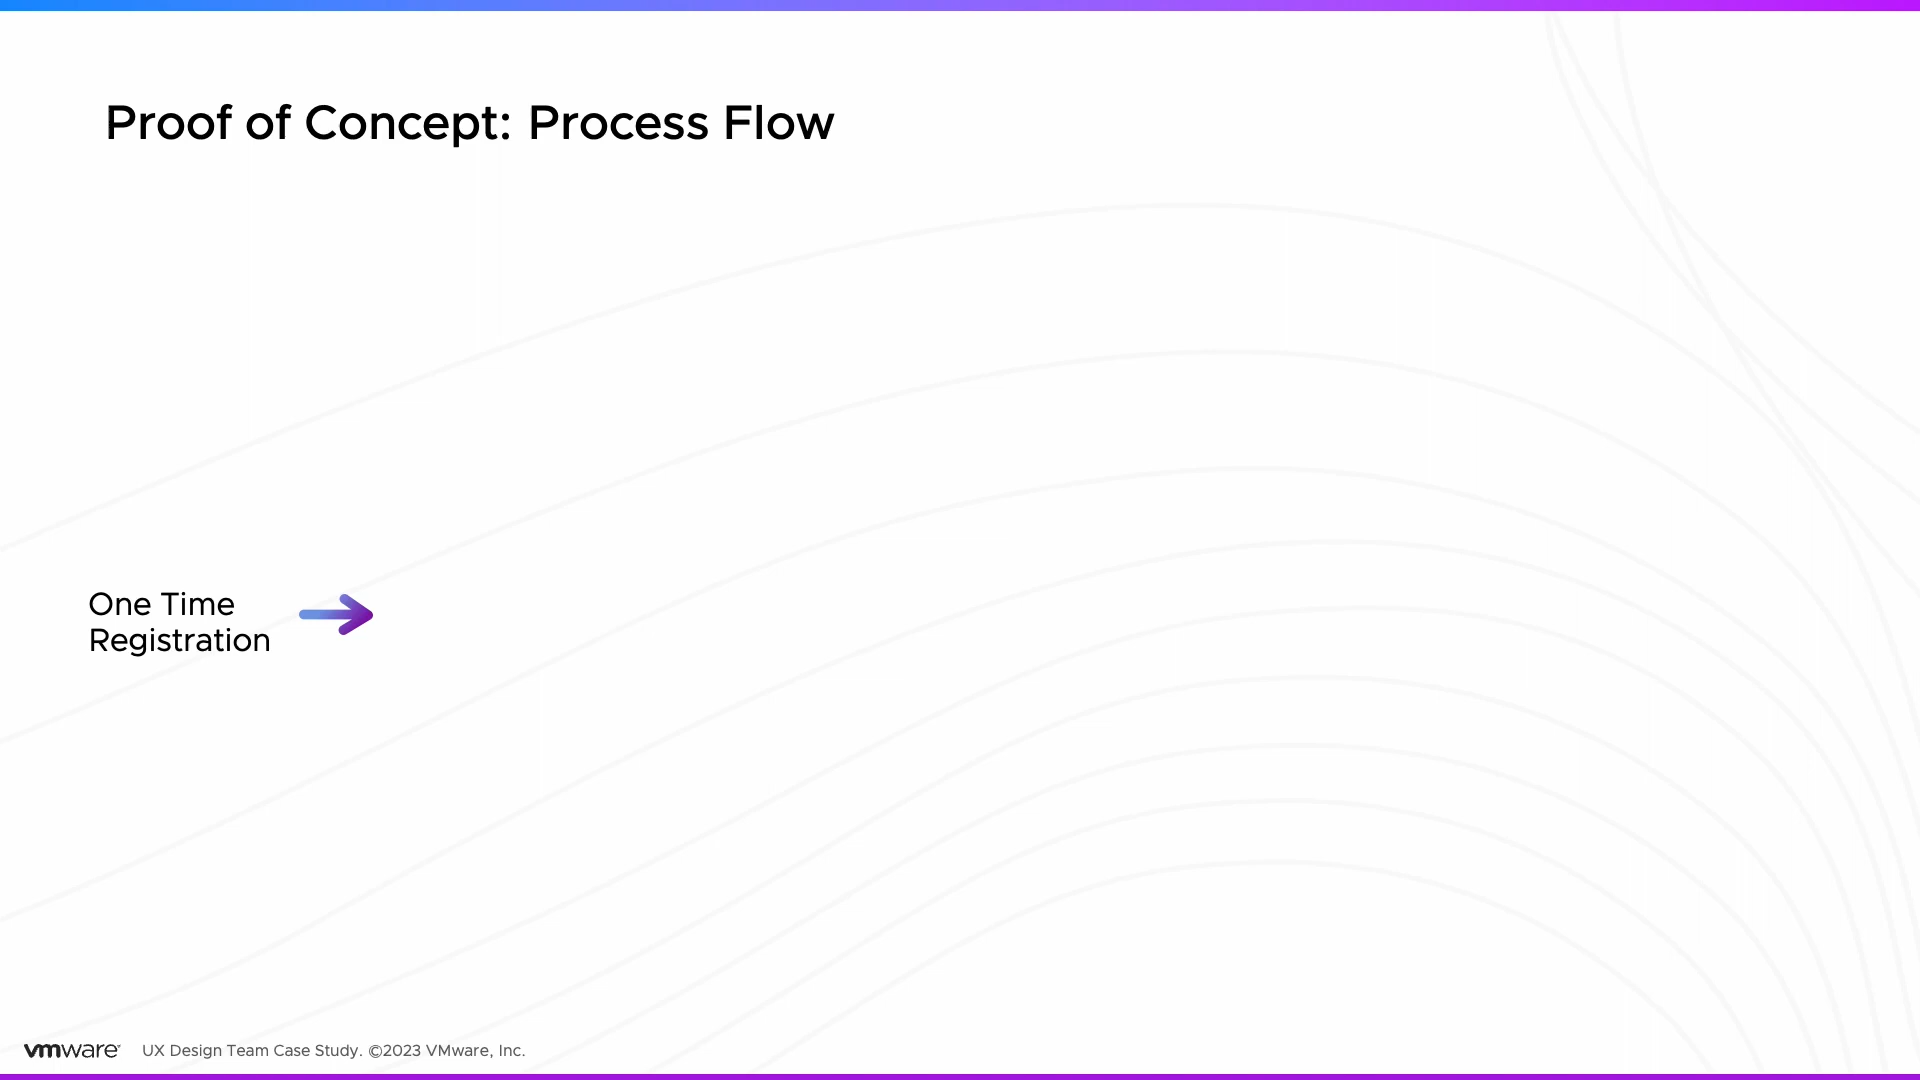 Proof of Concept: Process Flow
One Time
Registration
vmware UX Design Team Case Study. ©2023 VMware, Inc.